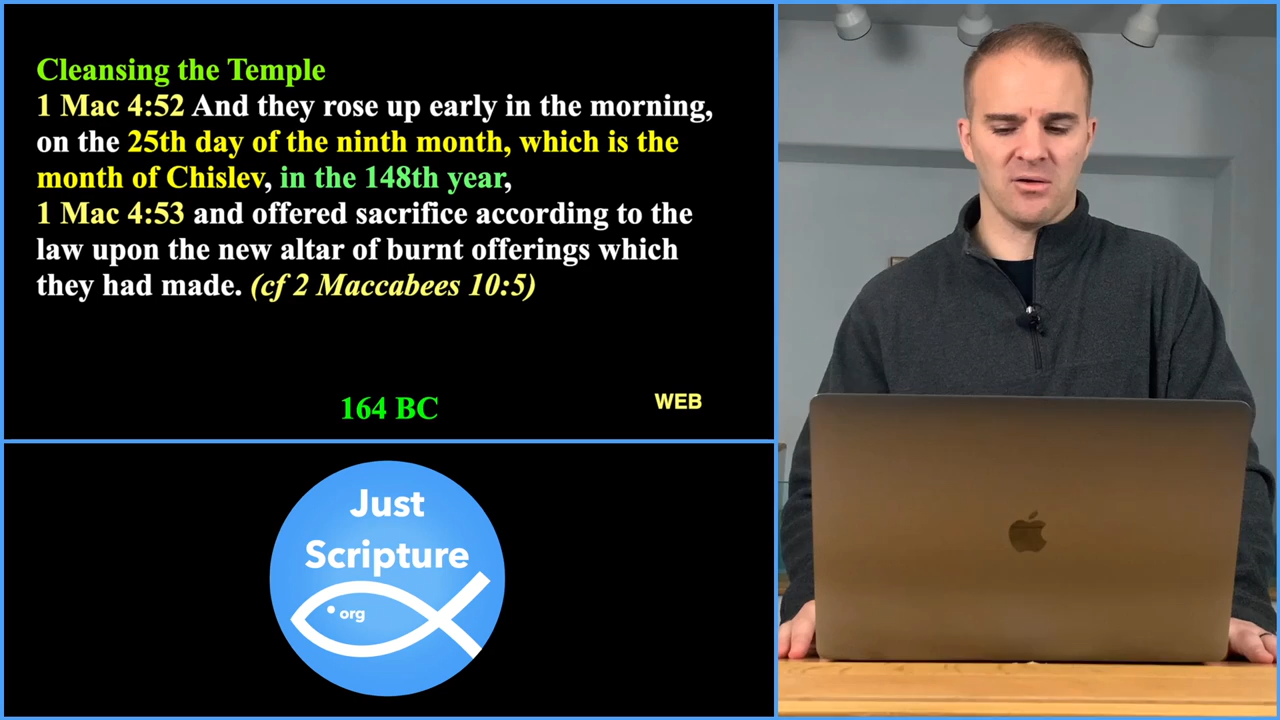 Cleansing the Temple
1 Mac 4:52 And they rose up early in the morning,
on the 25th day of the ninth month, which is the
month of Chislev, in the 148th year,
1 Mac 4:53 and offered sacrifice according to the
law upon the new altar of burnt offerings which
they had made. (cf 2 Maccabees 10:5)
164 BC
WEB
Just
Scripture
org